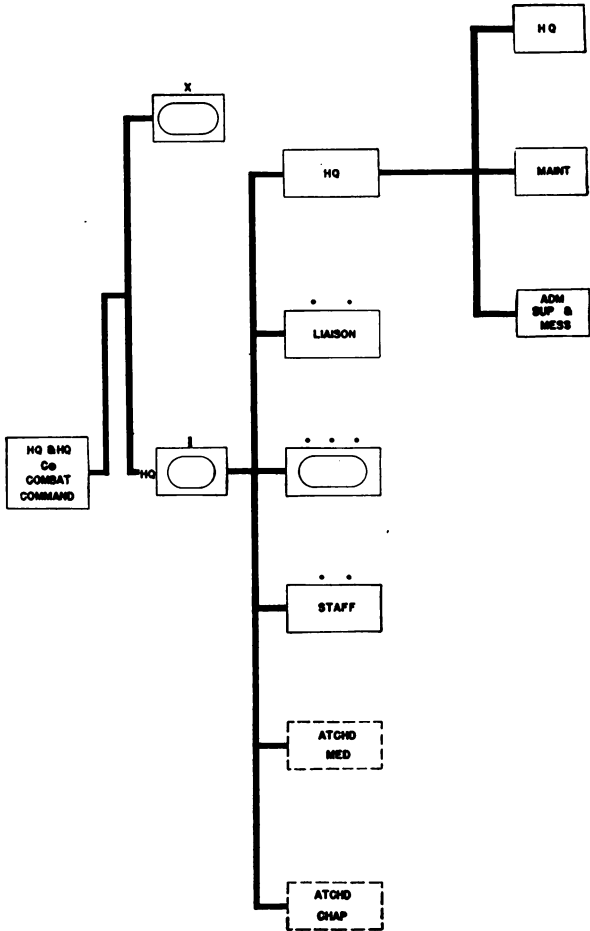 HQ & HQ
Co
COMBAT
COMMAND
X
I
HQ
HQ
LIAISON
STAFF
ATCHD
MED
ATCHD
CHAP
HQ
MAINT
ADM
SUP &
MESS